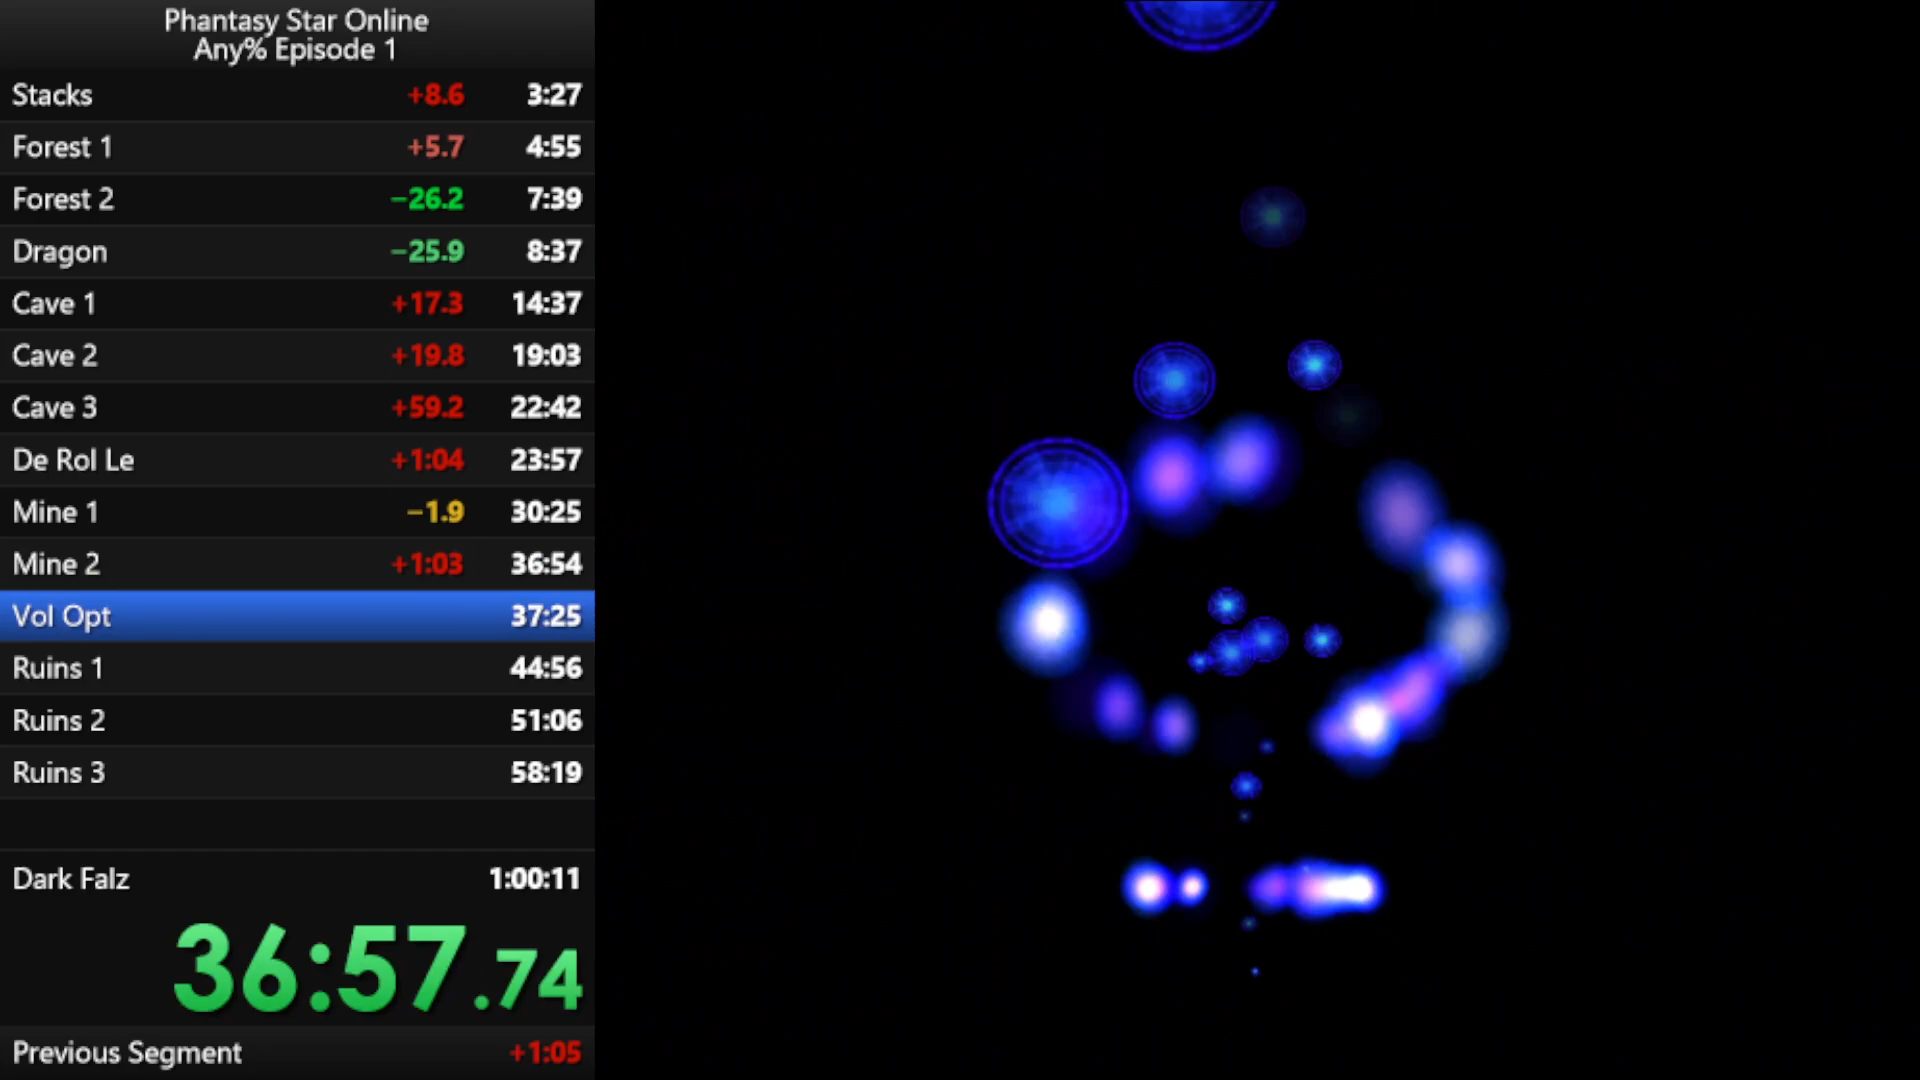 Phantasy Star Online
Any% Episode 1
Stacks +8.6 3:27
Forest 1 +5.7 4:55
Forest 2 −26.2 7:39
Dragon −25.9 8:37
Cave 1 +17.3 14:37
Cave 2 +19.8 19:03
Cave 3 +59.2 22:42
De Rol Le +1:04 23:57
Mine 1 −1.9 30:25
Mine 2 +1:03 36:54
Vol Opt 37:25
Ruins 1 44:56
Ruins 2 51:06
Ruins 3 58:19
Dark Falz 1:00:11
36:57.74
Previous Segment +1:05